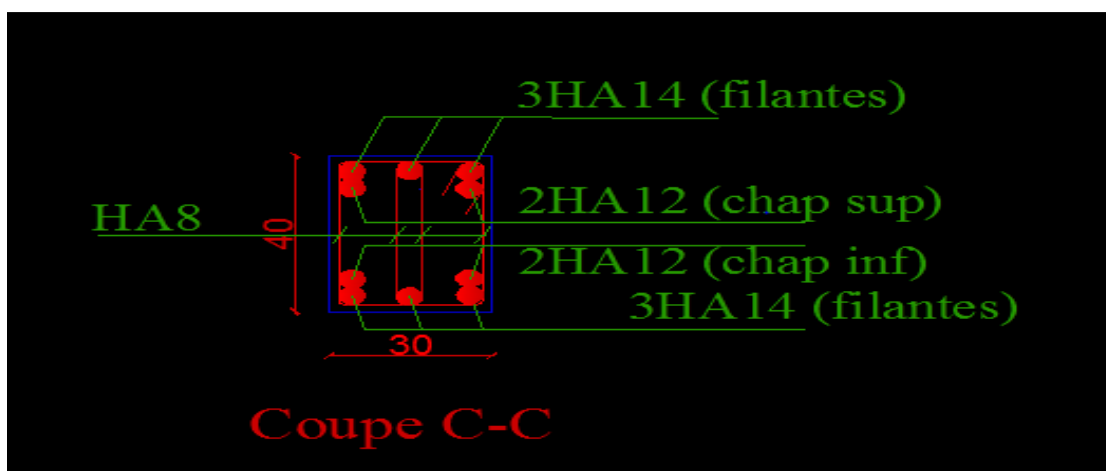 3HA14 (filantes)
2HA12 (chap sup)
HA8
40
2HA12 (chap inf)
3HA14 (filantes)
30
Coupe C-C